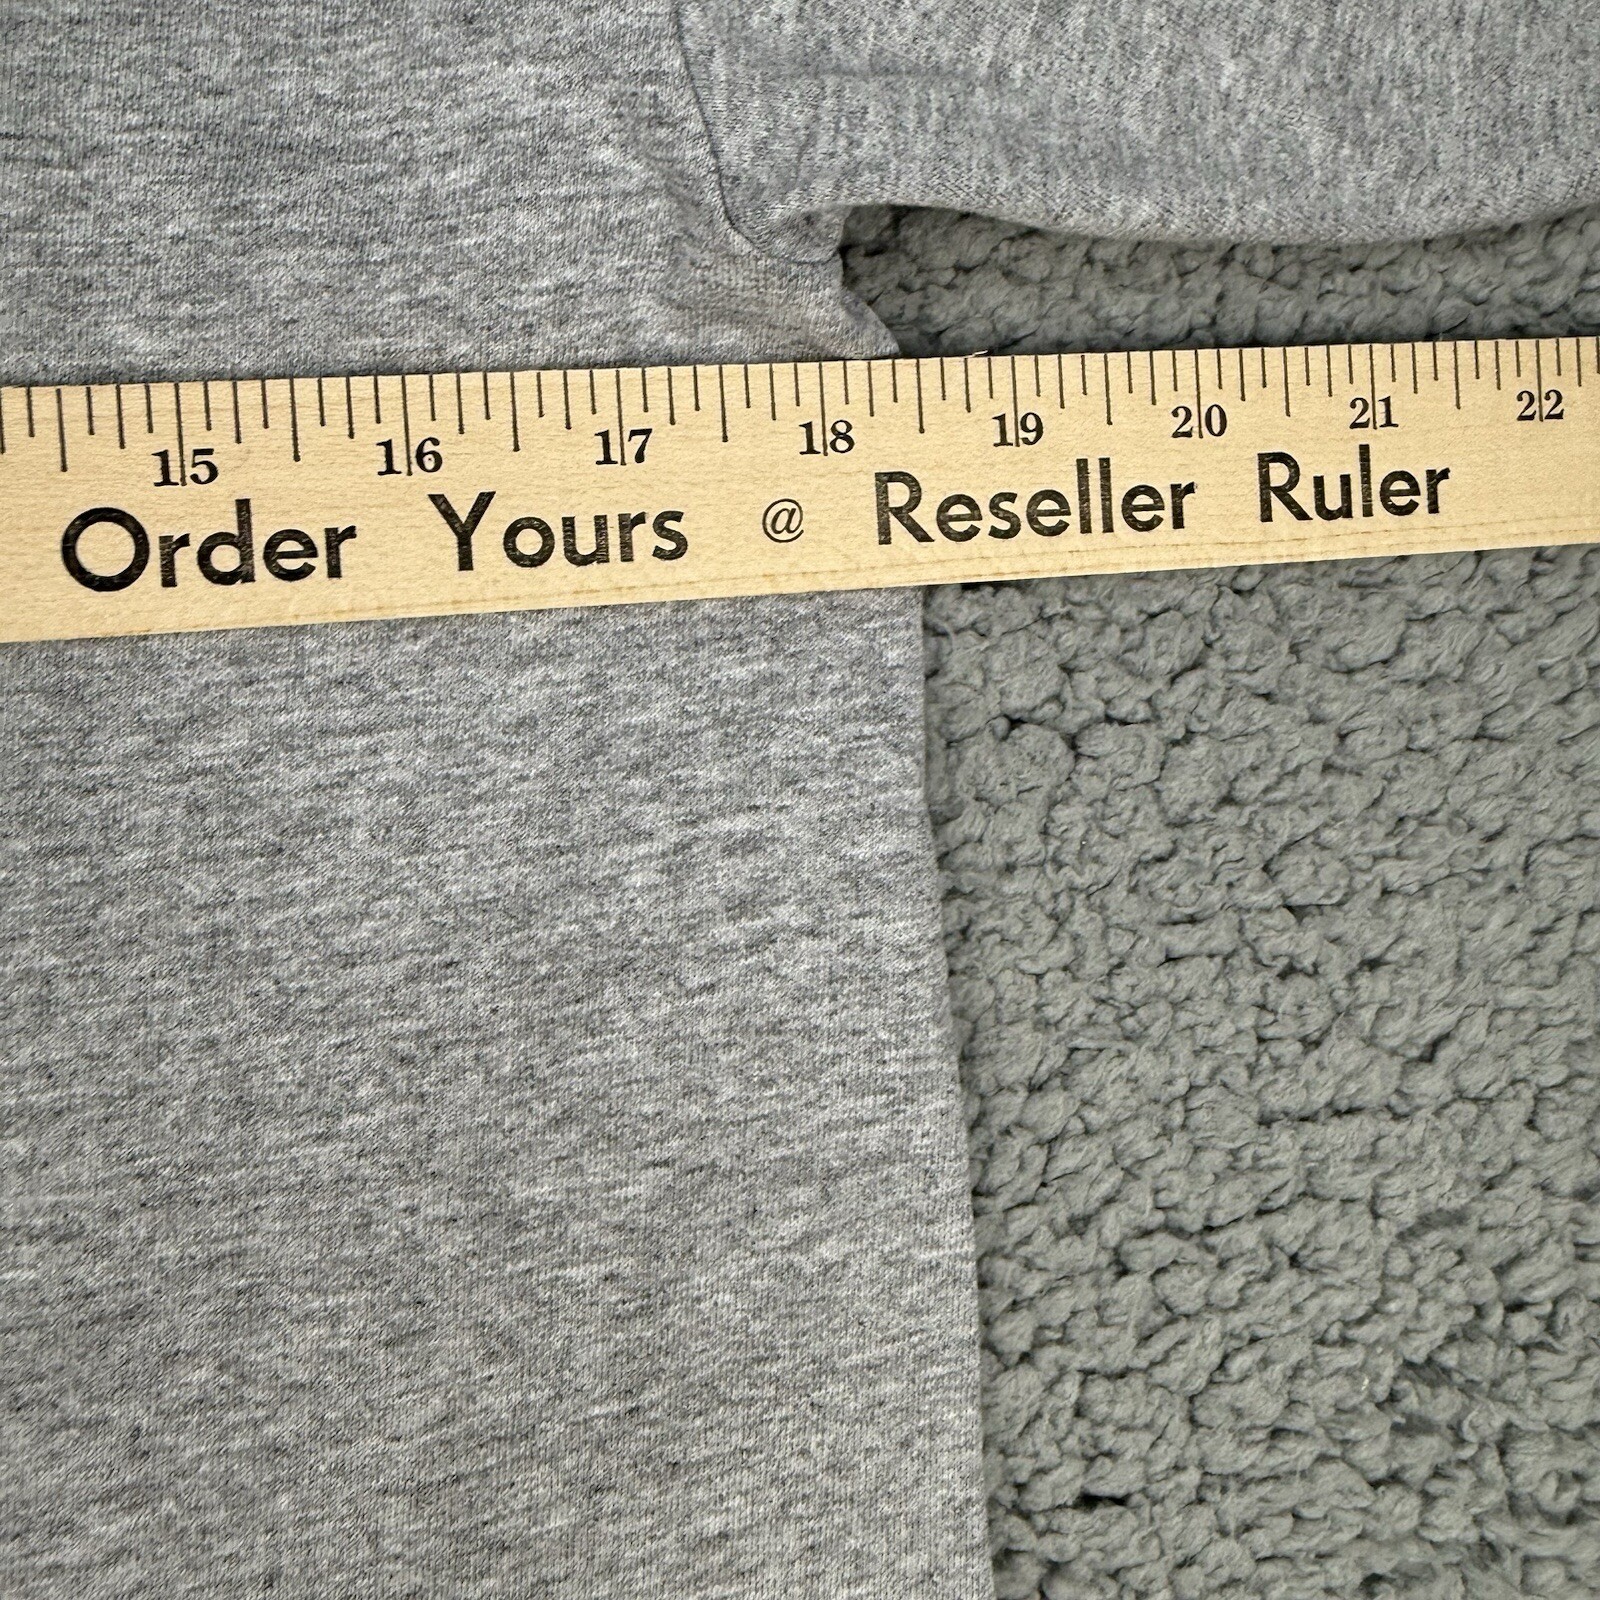 15 16 17 18 19 20 21 22
Order Yours @ Reseller Ruler